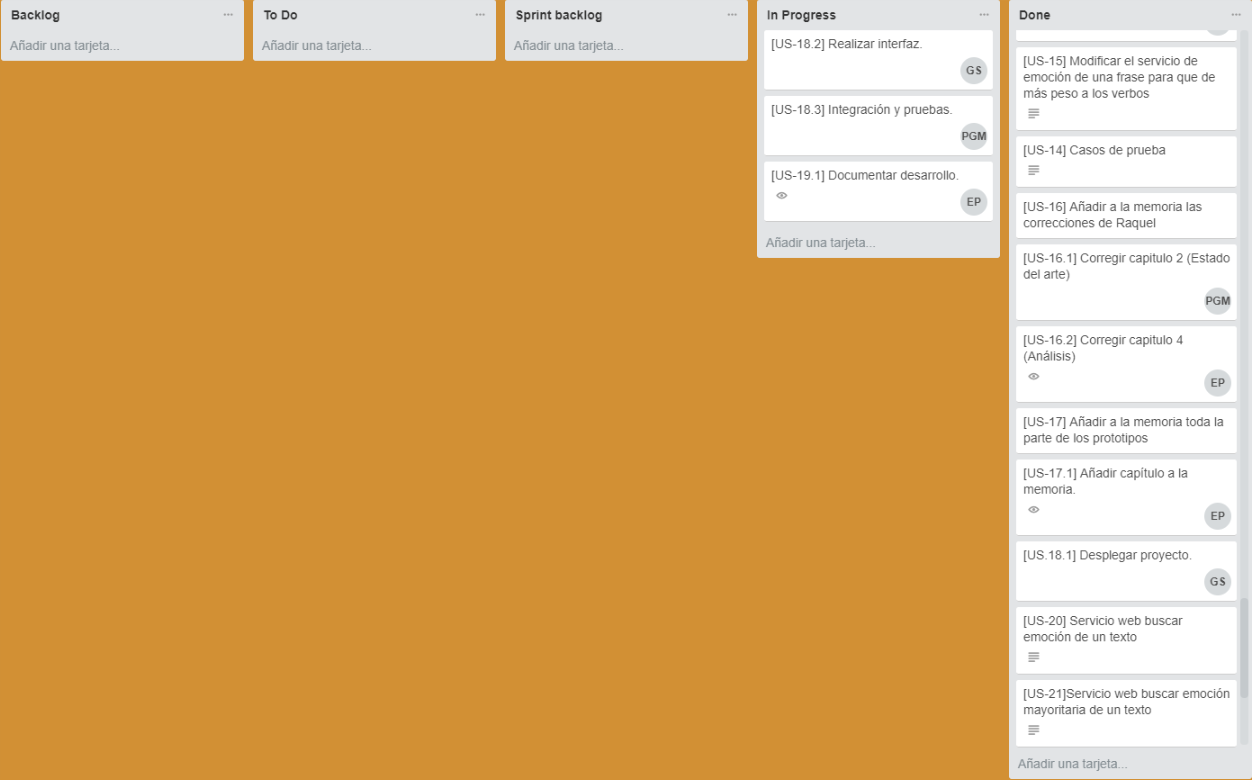 Backlog
Añadir una tarjeta...
To Do
Añadir una tarjeta...
Sprint backlog
Añadir una tarjeta...
In Progress
[US-18.2] Realizar interfaz.
GS
[US-18.3] Integración y pruebas.
PGM
[US-19.1] Documentar desarrollo.
EP
Añadir una tarjeta...
Done
[US-15] Modificar el servicio de
emoción de una frase para que de
más peso a los verbos
[US-14] Casos de prueba
[US-16] Añadir a la memoria las
correcciones de Raquel
[US-16.1] Corregir capitulo 2 (Estado
del arte)
PGM
[US-16.2] Corregir capitulo 4
(Análisis)
EP
[US-17] Añadir a la memoria toda la
parte de los prototipos
[US-17.1] Añadir capítulo a la
memoria.
EP
[US.18.1] Desplegar proyecto.
GS
[US-20] Servicio web buscar
emoción de un texto
[US-21]Servicio web buscar emoción
mayoritaria de un texto
Añadir una tarjeta...